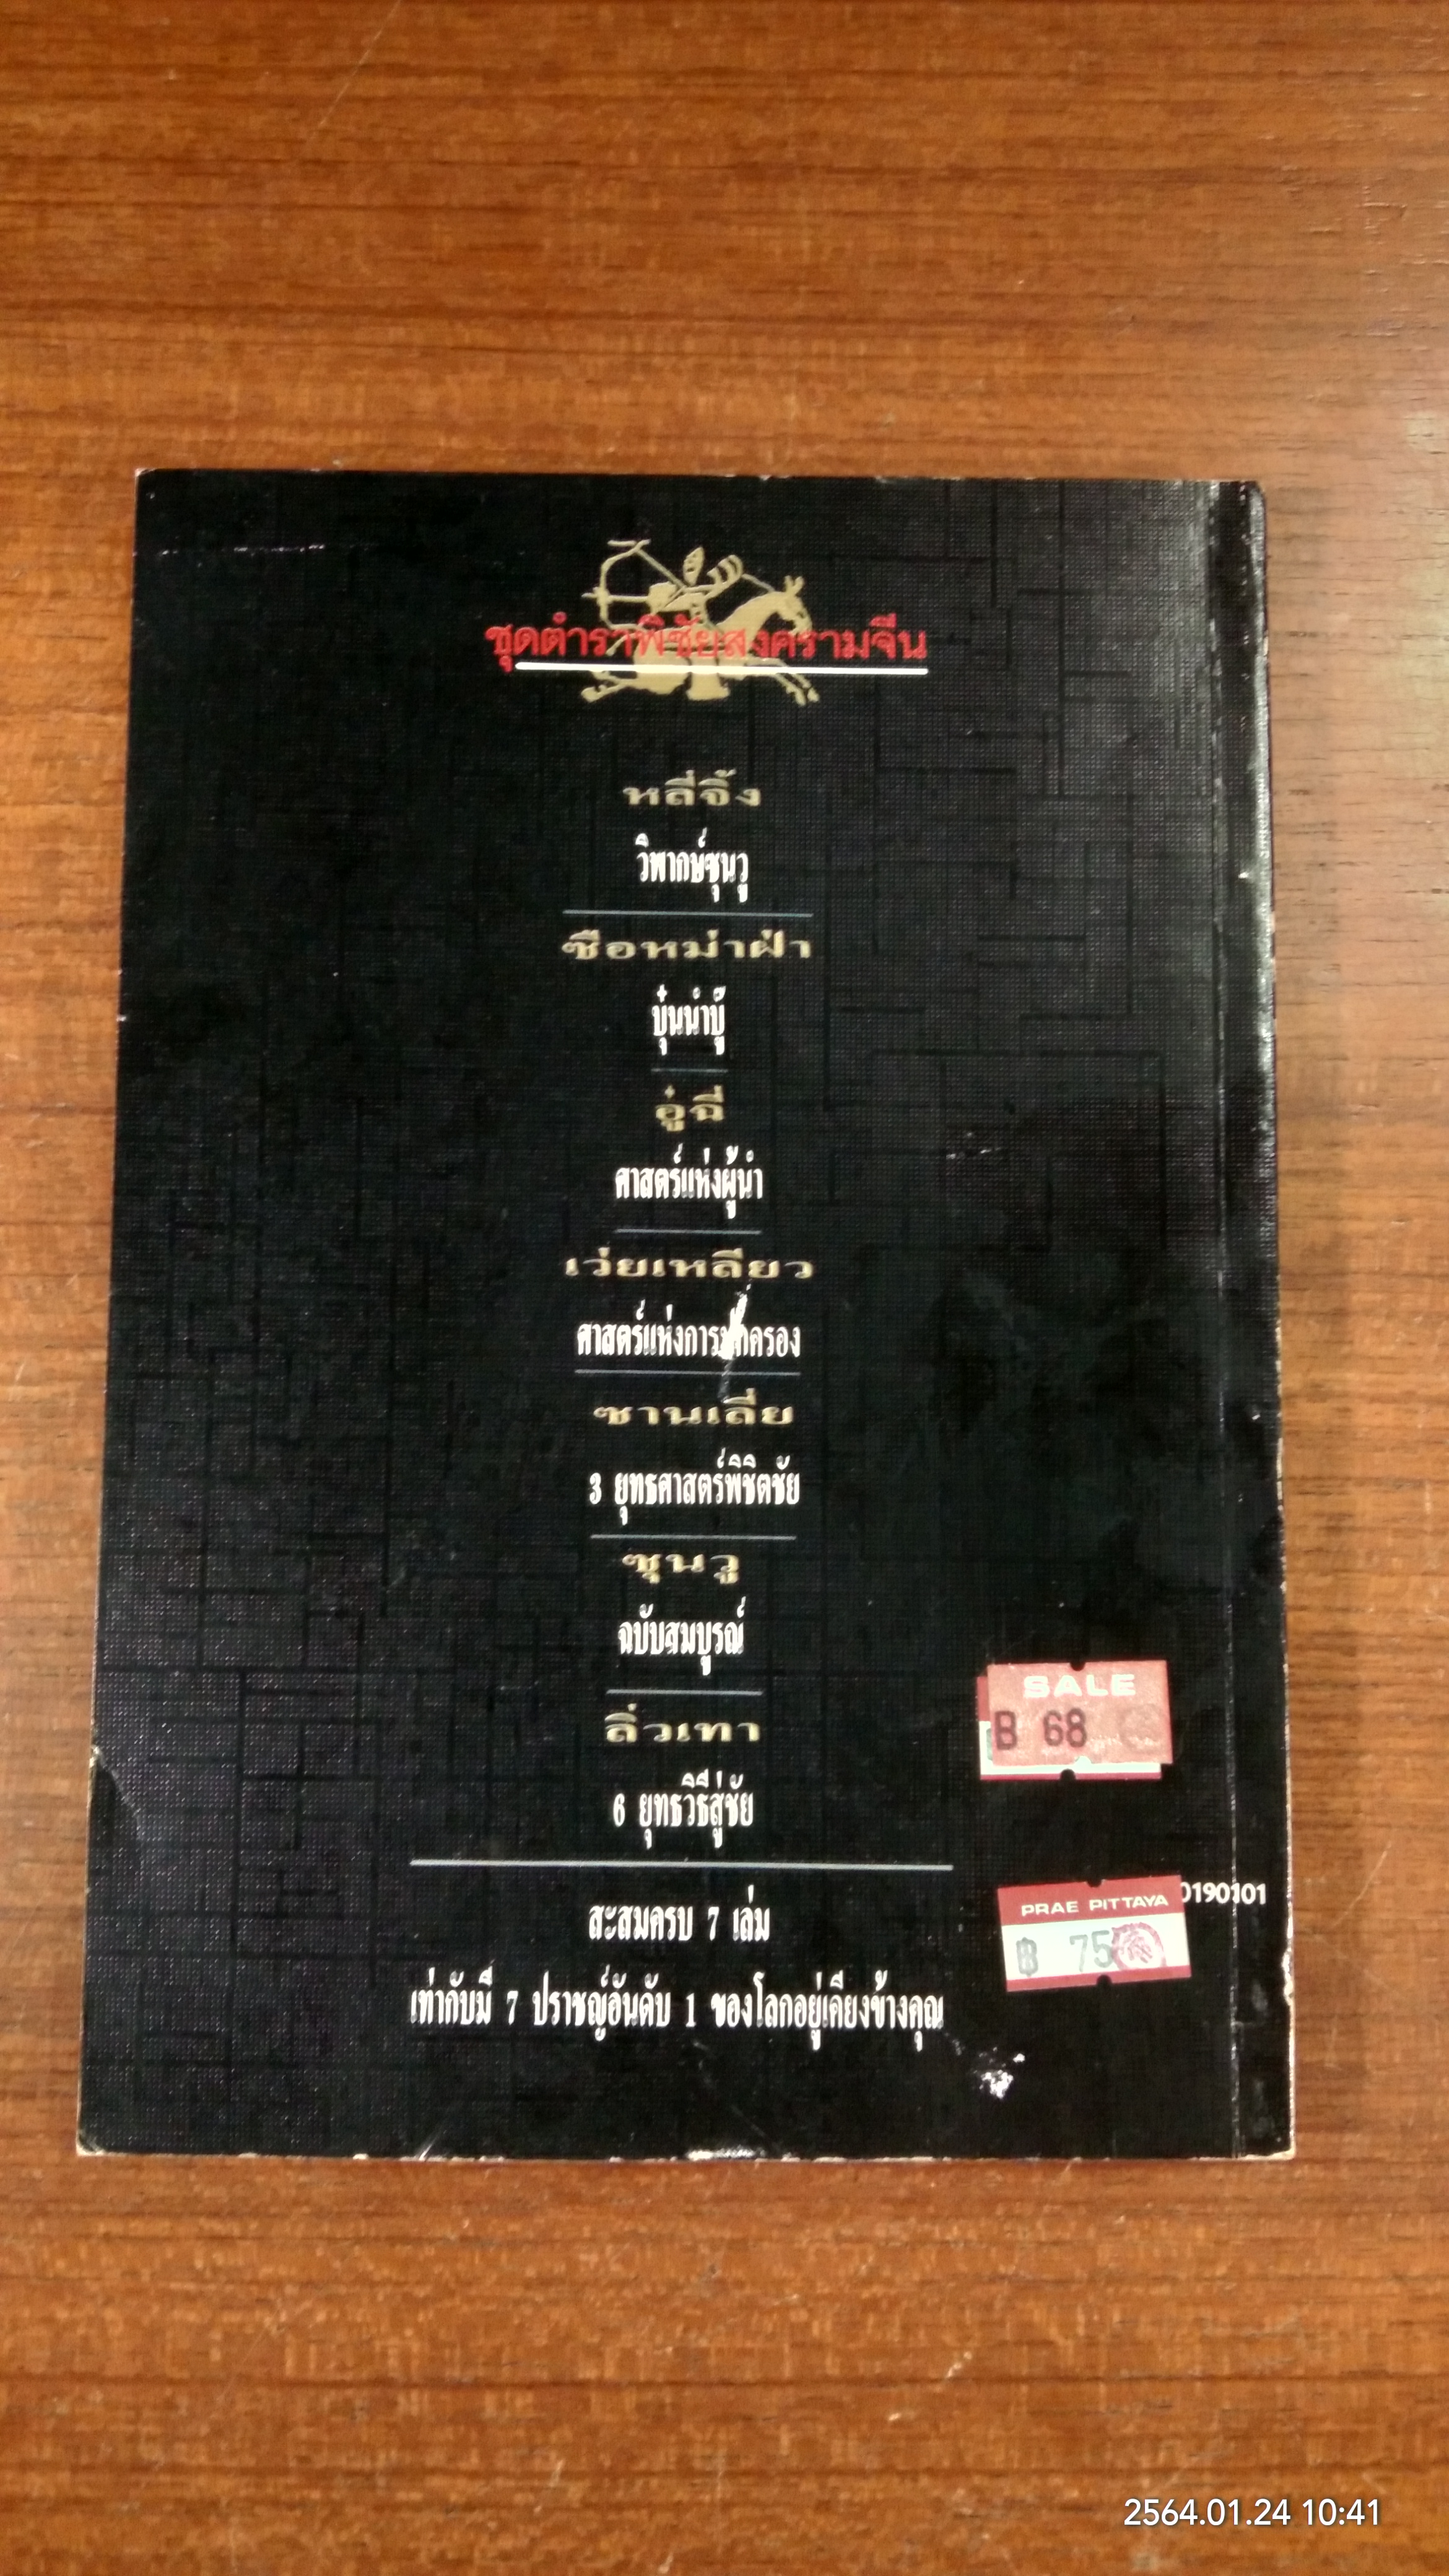 ชุดตำราพิชัยสงครามจีน
หลี่จิ้ง
วิพากษ์ซุนวู
ซือหม่าฝ่า
บุ๋นนำบู๊
อู่ฉี่
ศาสตร์แห่งผู้นำ
เว่ยเหลียว
ศาสตร์แห่งการปกครอง
ซานเลี่ย
3 ยุทธศาสตร์พิชิตชัย
ซุนวู
ฉบับสมบูรณ์
ลิ่วเทา
6 ยุทธวิธีสู่ชัย
สะสมครบ 7 เล่ม
เท่ากับมี 7 ปราชญ์อันดับ 1 ของโลกอยู่เคียงข้างคุณ
SALE
B 68
0190101
PRAE PITTAYA
฿ 75
2564.01.24 10:41